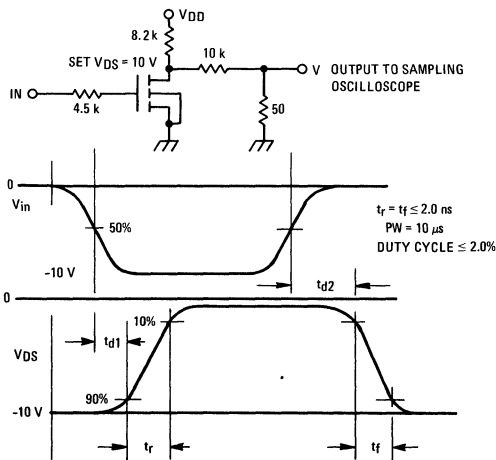 VDD
8.2 k
SET VDS = 10 V
10 k
V OUTPUT TO SAMPLING
OSCILLOSCOPE
IN
4.5 k
50
0
Vin
50%
-10 V
tr = tf ≤ 2.0 ns
PW = 10 µs
DUTY CYCLE ≤ 2.0%
td2
0
10%
td1
VDS
90%
-10 V
tr
tf